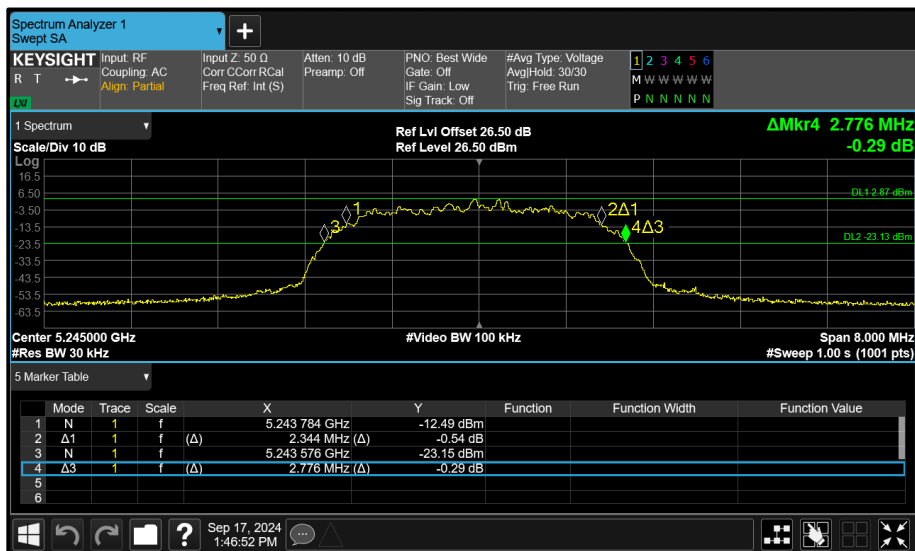 Spectrum Analyzer 1
Swept SA
+
KEYSIGHT Input: RF Input Z: 50 Ω Atten: 10 dB PNO: Best Wide #Avg Type: Voltage 1 2 3 4 5 6
R T Coupling: AC Corr CCorr RCal Preamp: Off Gate: Off Avg|Hold: 30/30 M W W W W W
Align: Partial Freq Ref: Int (S) IF Gain: Low Trig: Free Run
LXI Sig Track: Off P N N N N N
1 Spectrum Ref Lvl Offset 26.50 dB ΔMkr4 2.776 MHz
Scale/Div 10 dB Ref Level 26.50 dBm -0.29 dB
Log
16.5
6.50 DL1 2.87 dBm
-3.50 1 2Δ1
-13.5 3 4Δ3
-23.5 DL2 -23.13 dBm
-33.5
-43.5
-53.5
-63.5
Center 5.245000 GHz #Video BW 100 kHz Span 8.000 MHz
#Res BW 30 kHz #Sweep 1.00 s (1001 pts)
5 Marker Table
Mode Trace Scale X Y Function Function Width Function Value
1 N 1 f 5.243 784 GHz -12.49 dBm
2 Δ1 1 f (Δ) 2.344 MHz (Δ) -0.54 dB
3 N 1 f 5.243 576 GHz -23.15 dBm
4 Δ3 1 f (Δ) 2.776 MHz (Δ) -0.29 dB
5
6
? Sep 17, 2024
1:46:52 PM